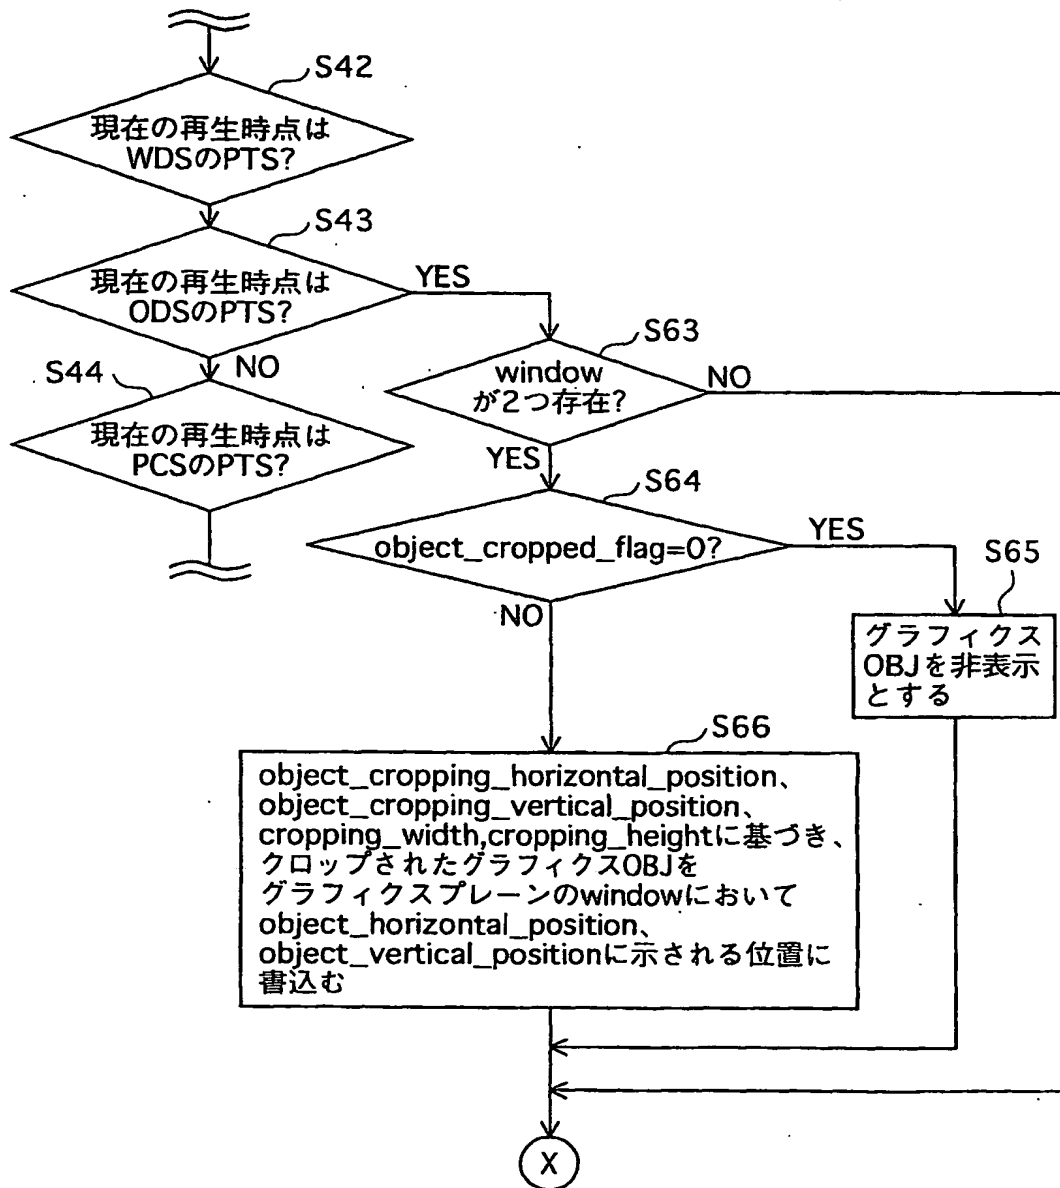 S42
現在の再生時点は
WDSのPTS?
S43
現在の再生時点は
ODSのPTS?
YES
NO
S44
現在の再生時点は
PCSのPTS?
S63
window
が2つ存在?
NO
YES
S64
object_cropped_flag=0?
YES
NO
S65
グラフィクス
OBJを非表示
とする
S66
object_cropping_horizontal_position、
object_cropping_vertical_position、
cropping_width,cropping_heightに基づき、
クロップされたグラフィクスOBJを
グラフィクスプレーンのwindowにおいて
object_horizontal_position、
object_vertical_positionに示される位置に
書込む
X